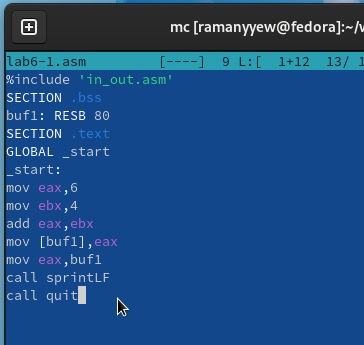 mc [ramanyyew@fedora]:~/
lab6-1.asm [----] 9 L:[ 1+12 13/
%include 'in_out.asm'
SECTION .bss
buf1: RESB 80
SECTION .text
GLOBAL _start
_start:
mov eax,6
mov ebx,4
add eax,ebx
mov [buf1],eax
mov eax,buf1
call sprintLF
call quit